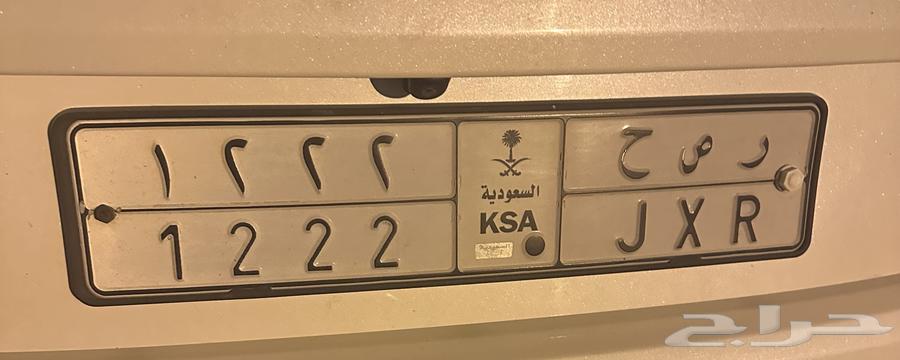 ١٢٢٢
ر ص ح
السعودية
KSA
1222
J X R
حراج